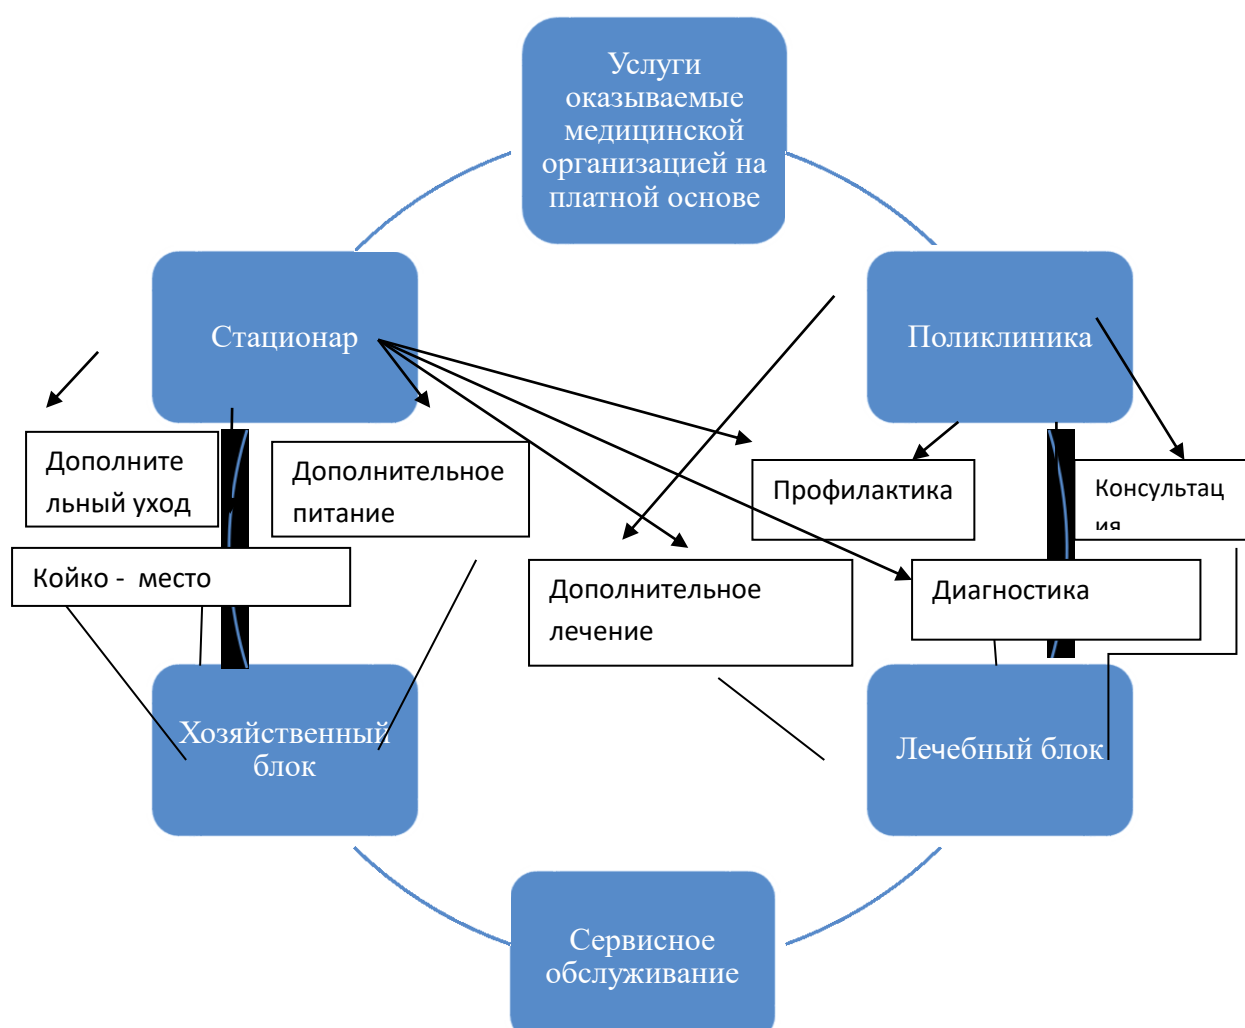 Услуги
оказываемые
медицинской
организацией на
платной основе
Стационар
Поликлиника
Дополните
льный уход
Дополнительное
питание
Профилактика
Консультац
ия
Койко - место
Дополнительное
лечение
Диагностика
Хозяйственный
блок
Лечебный блок
Сервисное
обслуживание